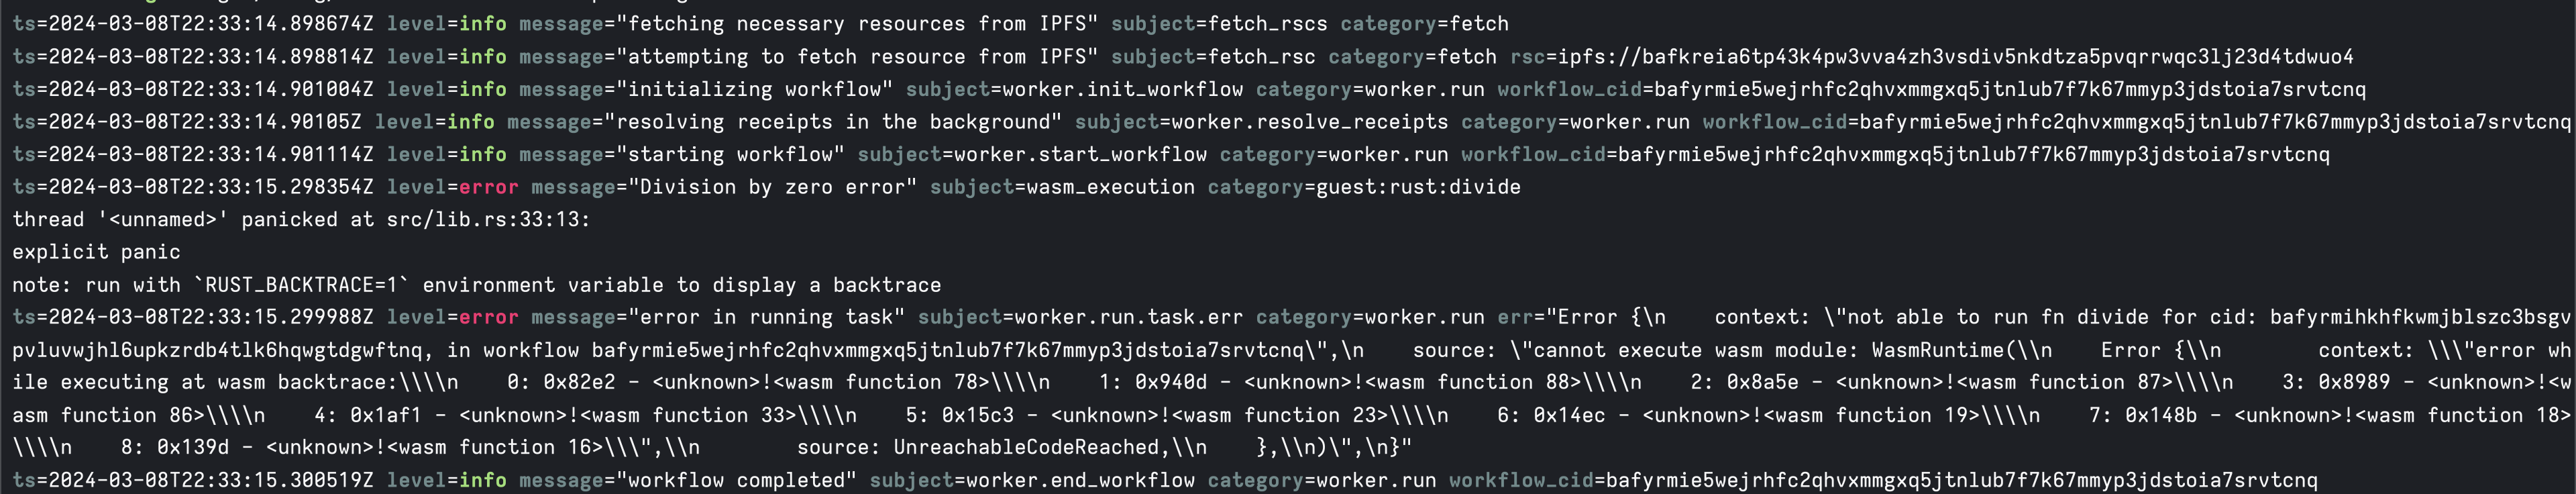 ts=2024-03-08T22:33:14.898674Z level=info message="fetching necessary resources from IPFS" subject=fetch_rscs category=fetch
ts=2024-03-08T22:33:14.898814Z level=info message="attempting to fetch resource from IPFS" subject=fetch_rsc category=fetch rsc=ipfs://bafkreia6tp43k4pw3vva4zh3vsdiv5nkdtza5pvqrrwqc3lj23d4tdwuo4
ts=2024-03-08T22:33:14.901004Z level=info message="initializing workflow" subject=worker.init_workflow category=worker.run workflow_cid=bafyrmie5wejrhfc2qhvxmmgxq5jtnlub7f7k67mmyp3jdstoia7srvtcnq
ts=2024-03-08T22:33:14.90105Z level=info message="resolving receipts in the background" subject=worker.resolve_receipts category=worker.run workflow_cid=bafyrmie5wejrhfc2qhvxmmgxq5jtnlub7f7k67mmyp3jdstoia7srvtcnq
ts=2024-03-08T22:33:14.901114Z level=info message="starting workflow" subject=worker.start_workflow category=worker.run workflow_cid=bafyrmie5wejrhfc2qhvxmmgxq5jtnlub7f7k67mmyp3jdstoia7srvtcnq
ts=2024-03-08T22:33:15.298354Z level=error message="Division by zero error" subject=wasm_execution category=guest:rust:divide
thread '<unnamed>' panicked at src/lib.rs:33:13:
explicit panic
note: run with `RUST_BACKTRACE=1` environment variable to display a backtrace
ts=2024-03-08T22:33:15.299988Z level=error message="error in running task" subject=worker.run.task.err category=worker.run err="Error {\n    context: \"not able to run fn divide for cid: bafyrmihkhfkwmjblszc3bsgv
pvluvwjhl6upkzrdb4tlk6hqwgtdgwftnq, in workflow bafyrmie5wejrhfc2qhvxmmgxq5jtnlub7f7k67mmyp3jdstoia7srvtcnq\",\n    source: \"cannot execute wasm module: WasmRuntime(\\n    Error {\\n        context: \\\"error wh
ile executing at wasm backtrace:\\\\n    0: 0x82e2 - <unknown>!<wasm function 78>\\\\n    1: 0x940d - <unknown>!<wasm function 88>\\\\n    2: 0x8a5e - <unknown>!<wasm function 87>\\\\n    3: 0x8989 - <unknown>!<w
asm function 86>\\\\n    4: 0x1af1 - <unknown>!<wasm function 33>\\\\n    5: 0x15c3 - <unknown>!<wasm function 23>\\\\n    6: 0x14ec - <unknown>!<wasm function 19>\\\\n    7: 0x148b - <unknown>!<wasm function 18>
\\\\n    8: 0x139d - <unknown>!<wasm function 16>\\\",\\n        source: UnreachableCodeReached,\\n    },\\n)\",\n}"
ts=2024-03-08T22:33:15.300519Z level=info message="workflow completed" subject=worker.end_workflow category=worker.run workflow_cid=bafyrmie5wejrhfc2qhvxmmgxq5jtnlub7f7k67mmyp3jdstoia7srvtcnq